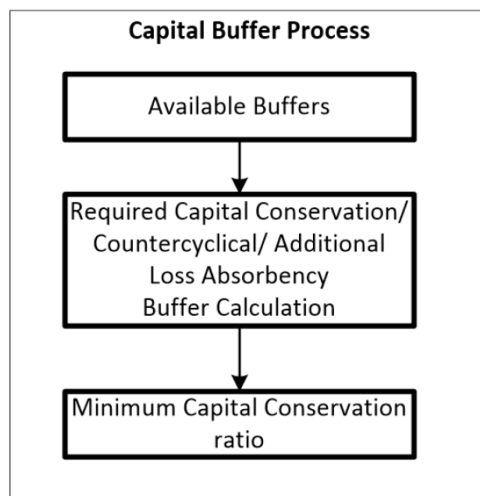 Capital Buffer Process
Available Buffers
Required Capital Conservation/
Countercyclical/ Additional
Loss Absorbency
Buffer Calculation
Minimum Capital Conservation
ratio